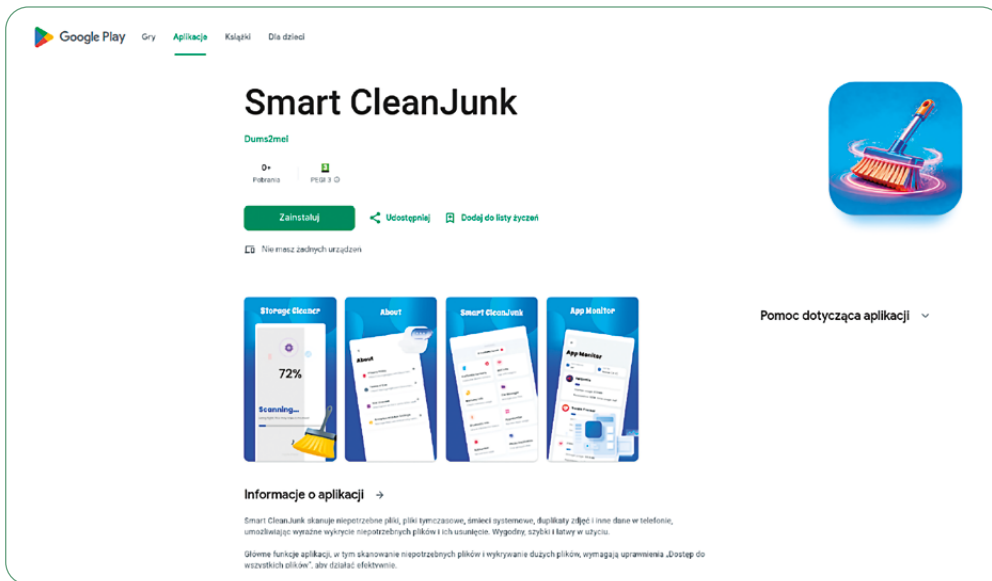 Google Play Gry Aplikacje Książki Dla dzieci
Smart CleanJunk
Dums2mel
0+
Pobrania
3
PEGI 3
Zainstaluj Udostępniaj Dodaj do listy życzeń
Nie masz żadnych urządzeń
Storage Cleaner
72%
Scanning...
About
About
Smart CleanJunk
App Monitor
App Monitor
Pomoc dotycząca aplikacji
Informacje o aplikacji
Smart CleanJunk skanuje niepotrzebne pliki, pliki tymczasowe, śmieci systemowe, duplikaty zdjęć i inne dane w telefonie,
umożliwiając wyraźne wykrycie niepotrzebnych plików i ich usunięcie. Wygodny, szybki i łatwy w użyciu.
Główne funkcje aplikacji, w tym skanowanie niepotrzebnych plików i wykrywanie dużych plików, wymagają uprawnienia „Dostęp do
wszystkich plików”, aby działać efektywnie.